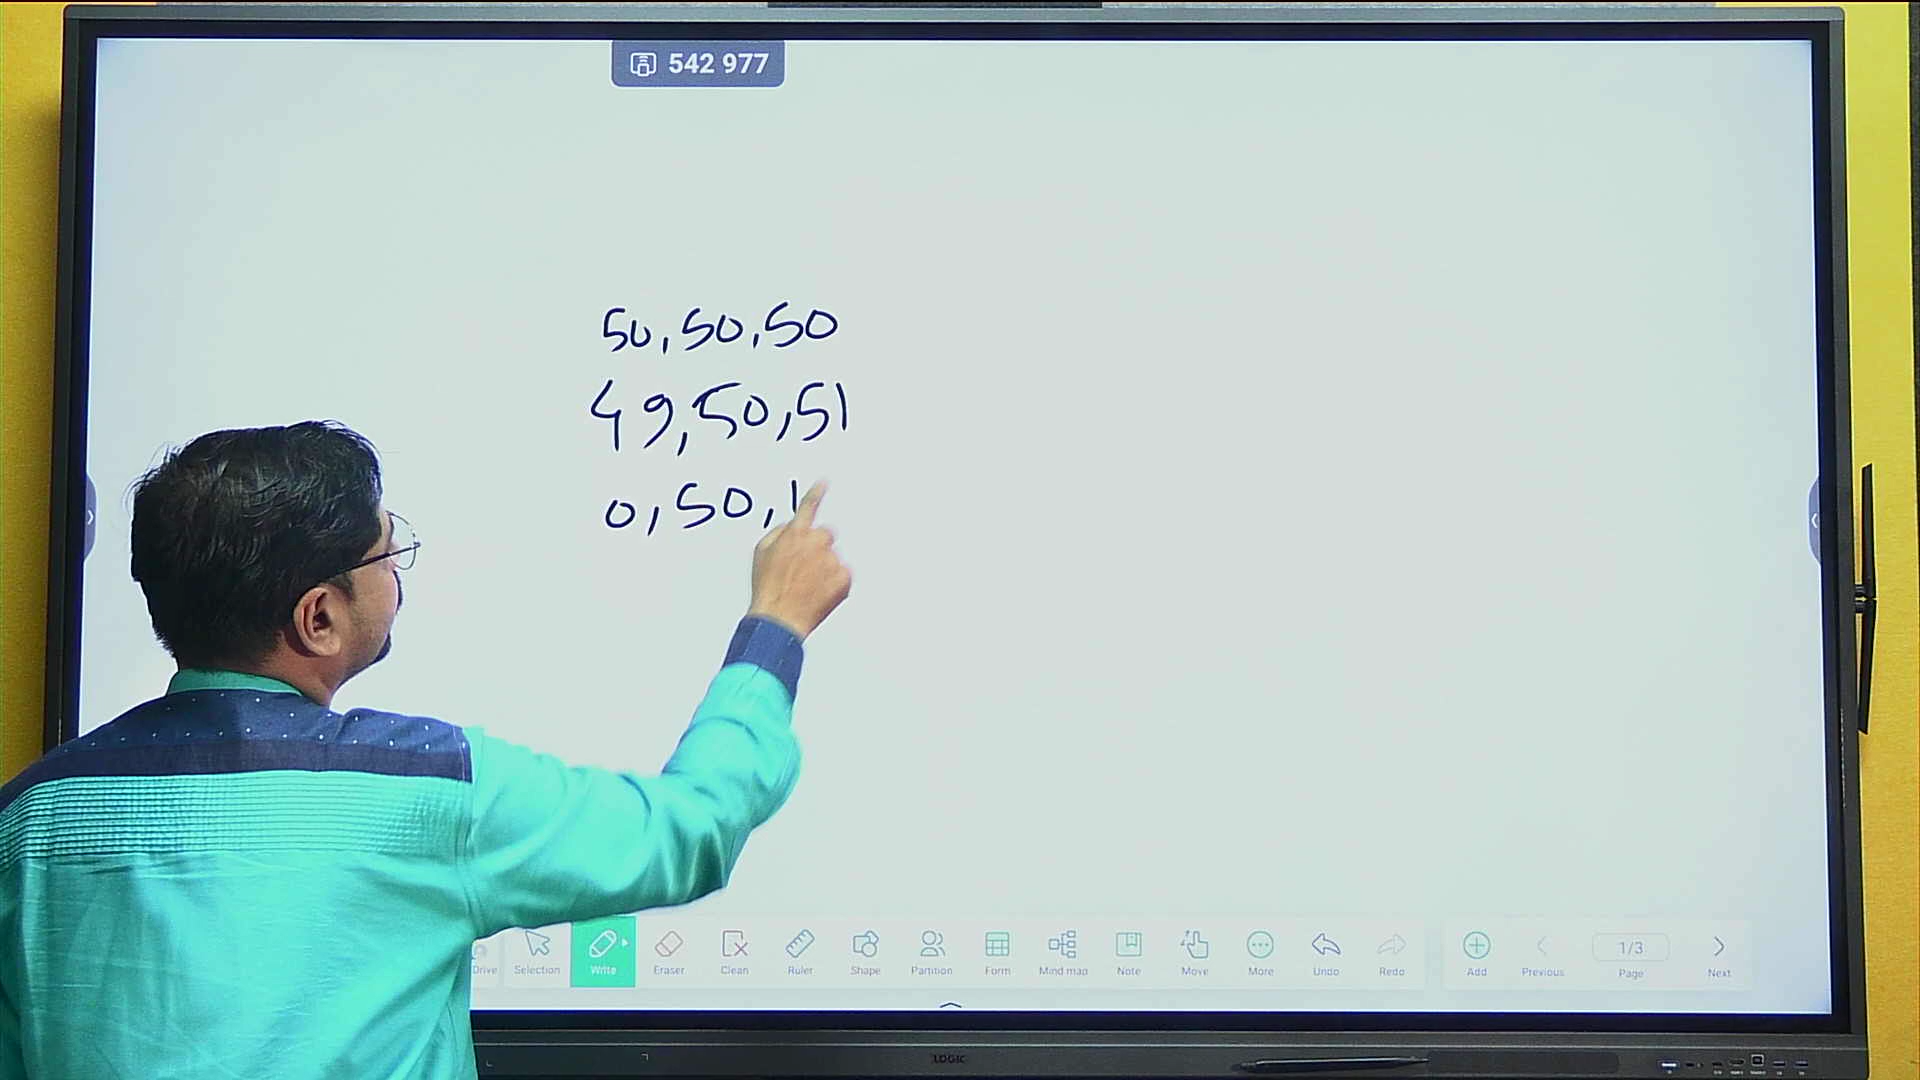 542 977
50, 50, 50
49, 50, 51
0, 50, 1
Drive Selection Write Eraser Clean Ruler Shape Partition Form Mind map Note Move More Undo Redo Add Previous 1/3 Page Next
LOGIC